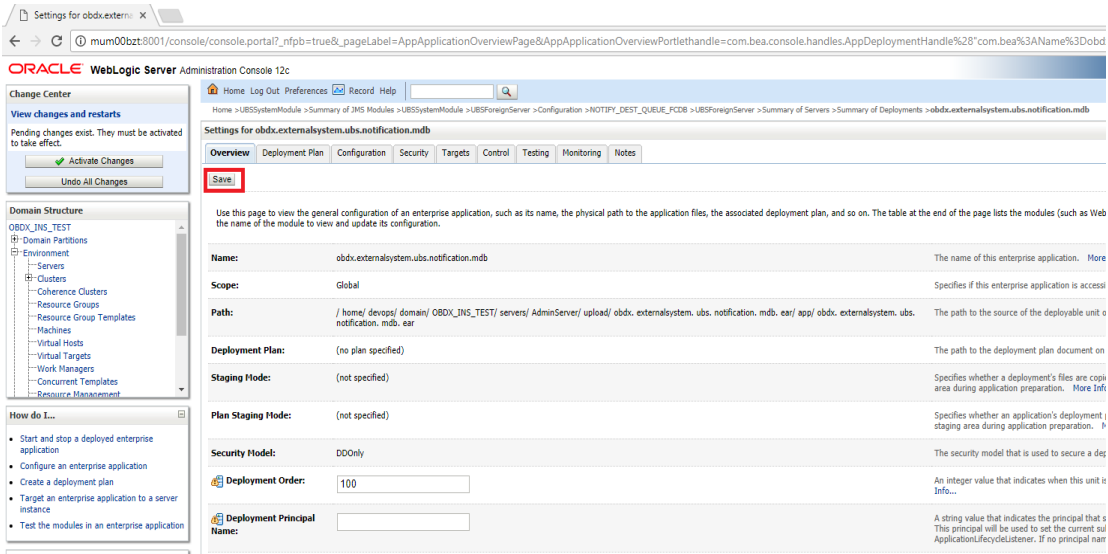 Settings for obdx.externa
mum00bzt:8001/console/console.portal?_nfpb=true&_pageLabel=AppApplicationOverviewPage&AppApplicationOverviewPortlethandle=com.bea.console.handles.AppDeploymentHandle%28"com.bea%3AName%3Dobd
ORACLE WebLogic Server Administration Console 12c
Change Center
View changes and restarts
Pending changes exist. They must be activated
to take effect.
Activate Changes
Undo All Changes
Domain Structure
OBDX_INS_TEST
Domain Partitions
Environment
Servers
Clusters
Coherence Clusters
Resource Groups
Resource Group Templates
Machines
Virtual Hosts
Virtual Targets
Work Managers
Concurrent Templates
Resource Management
How do I...
Start and stop a deployed enterprise
application
Configure an enterprise application
Create a deployment plan
Target an enterprise application to a server
instance
Test the modules in an enterprise application
Home Log Out Preferences Record Help
Home >UBSSystemModule >Summary of JMS Modules >UBSSystemModule >UBSForeignServer >Configuration >NOTIFY_DEST_QUEUE_FCDB >UBSForeignServer >Summary of Servers >Summary of Deployments >obdx.externalsystem.ubs.notification.mdb
Settings for obdx.externalsystem.ubs.notification.mdb
Overview Deployment Plan Configuration Security Targets Control Testing Monitoring Notes
Save
Use this page to view the general configuration of an enterprise application, such as its name, the physical path to the application files, the associated deployment plan, and so on. The table at the end of the page lists the modules (such as Web
the name of the module to view and update its configuration.
Name: obdx.externalsystem.ubs.notification.mdb The name of this enterprise application. More
Scope: Global Specifies if this enterprise application is accessi
Path: / home/ devops/ domain/ OBDX_INS_TEST/ servers/ AdminServer/ upload/ obdx. externalsystem. ubs. notification. mdb. ear/ app/ obdx. externalsystem. ubs. The path to the source of the deployable unit o
notification. mdb. ear
Deployment Plan: (no plan specified) The path to the deployment plan document on
Staging Mode: (not specified) Specifies whether a deployment's files are copie
area during application preparation. More Info
Plan Staging Mode: (not specified) Specifies whether an application's deployment
staging area during application preparation. M
Security Model: DDOnly The security model that is used to secure a dep
Deployment Order: 100 An integer value that indicates when this unit is
Info...
Deployment Principal A string value that indicates the principal that s
Name: This principal will be used to set the current sul
ApplicationLifecycleListener. If no principal nam